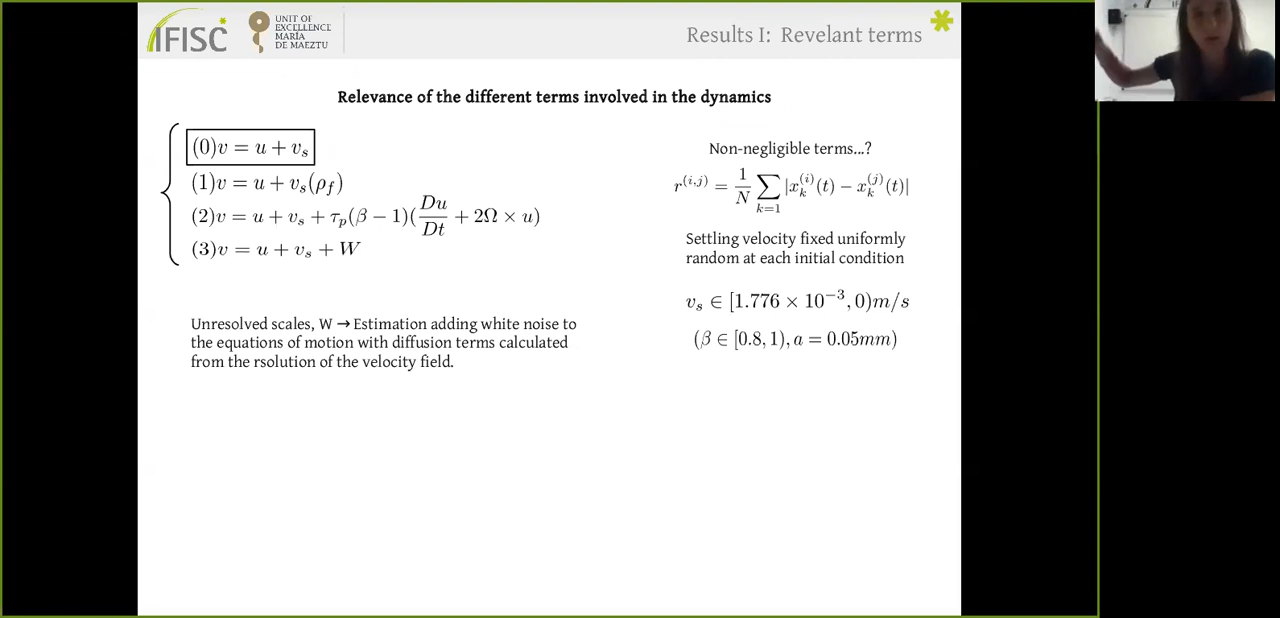 IFISC
UNIT OF
EXCELLENCE
MARÍA
DE MAEZTU
Results I: Revelant terms
Relevance of the different terms involved in the dynamics
(0)v = u + v_s
(1)v = u + v_s(ρ_f)
(2)v = u + v_s + τ_p(β − 1)(Du/Dt + 2Ω × u)
(3)v = u + v_s + W
Unresolved scales, W → Estimation adding white noise to
the equations of motion with diffusion terms calculated
from the rsolution of the velocity field.
Non-negligible terms...?
r^(i,j) = 1/N ∑_{k=1} |x_k^(i)(t) − x_k^(j)(t)|
Settling velocity fixed uniformly
random at each initial condition
v_s ∈ [1.776 × 10^−3, 0)m/s
(β ∈ [0.8, 1), a = 0.05mm)